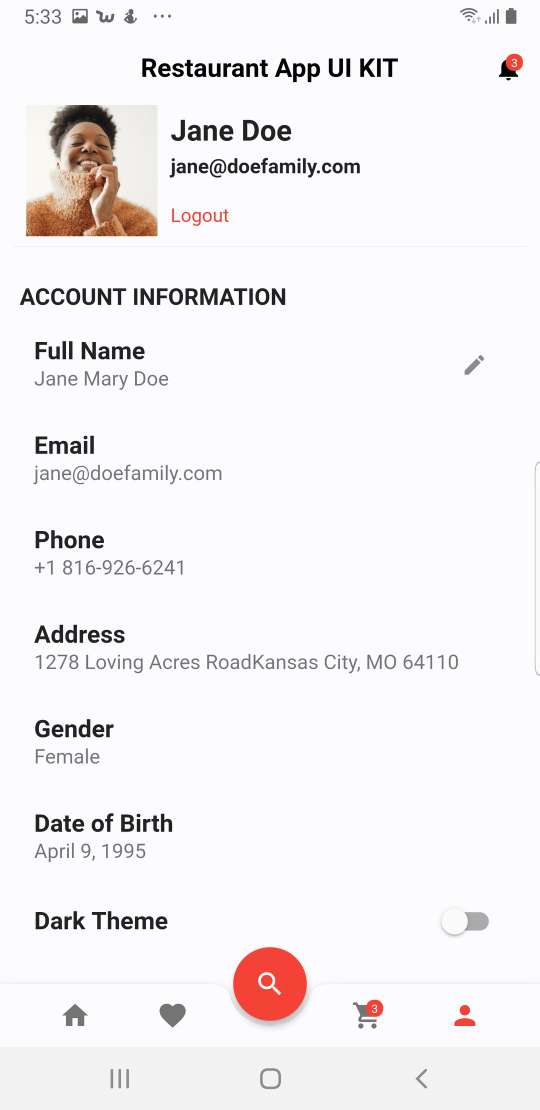 5:33
Restaurant App UI KIT
3
Jane Doe
jane@doefamily.com
Logout
ACCOUNT INFORMATION
Full Name
Jane Mary Doe
Email
jane@doefamily.com
Phone
+1 816-926-6241
Address
1278 Loving Acres RoadKansas City, MO 64110
Gender
Female
Date of Birth
April 9, 1995
Dark Theme
3